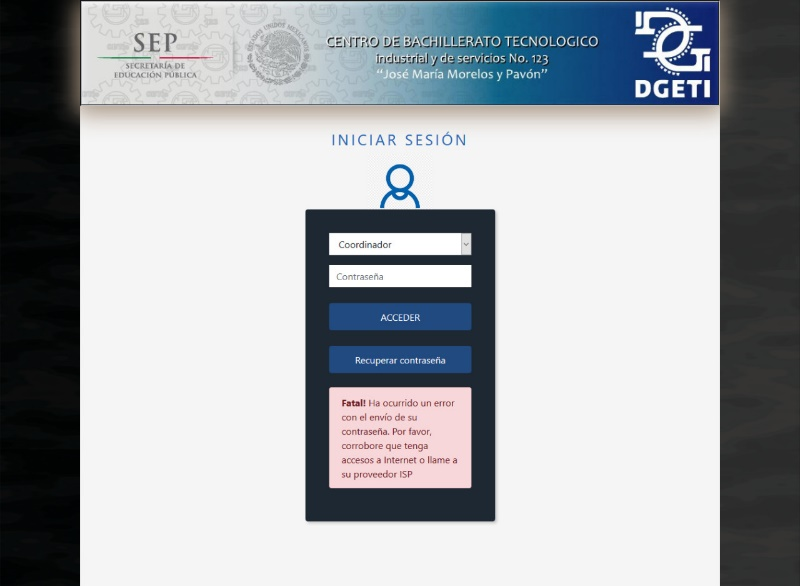 SEP
SECRETARÍA DE
EDUCACIÓN PÚBLICA
CENTRO DE BACHILLERATO TECNOLOGICO
industrial y de servicios No. 123
“José María Morelos y Pavón”
DGETI
INICIAR SESIÓN
Coordinador
Contraseña
ACCEDER
Recuperar contraseña
Fatal! Ha ocurrido un error
con el envío de su
contraseña. Por favor,
corrobore que tenga
accesos a Internet o llame a
su proveedor ISP